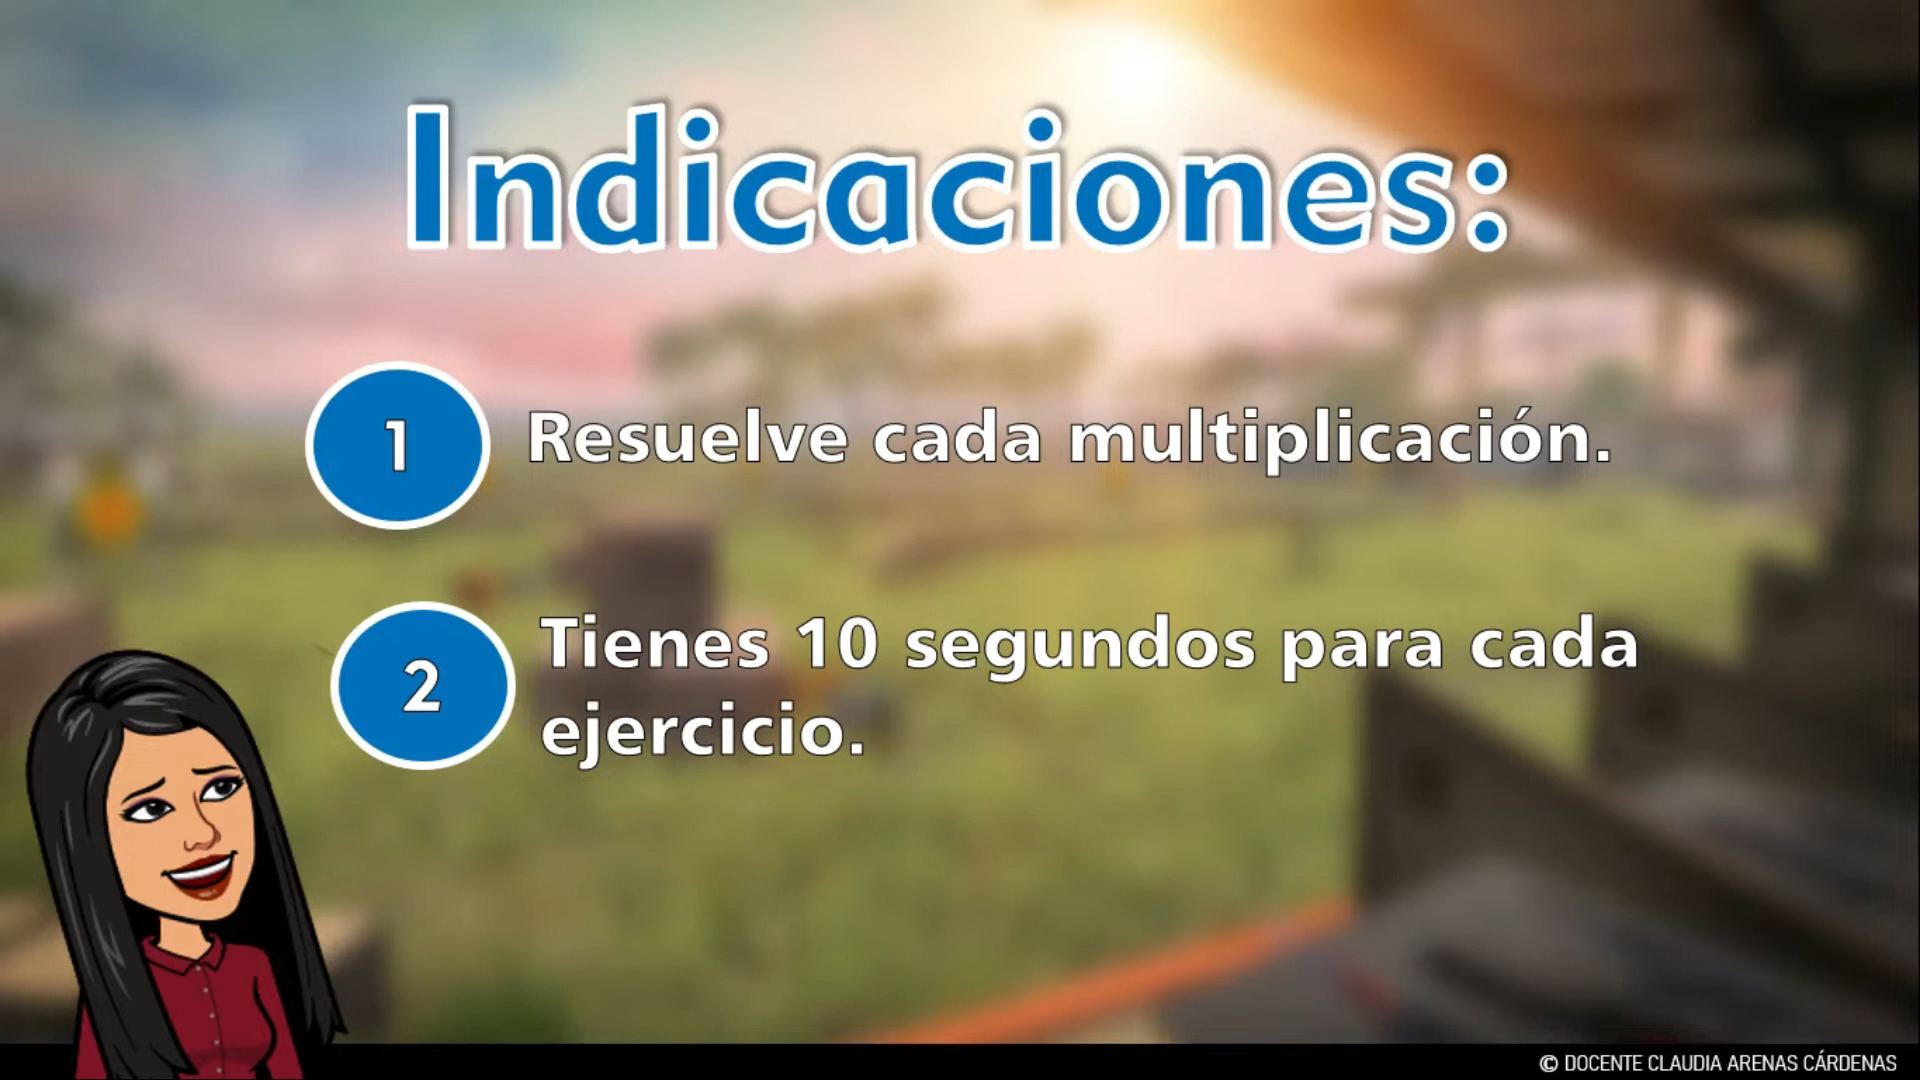 Indicaciones:
1 Resuelve cada multiplicación.
2 Tienes 10 segundos para cada
ejercicio.
© DOCENTE CLAUDIA ARENAS CÁRDENAS